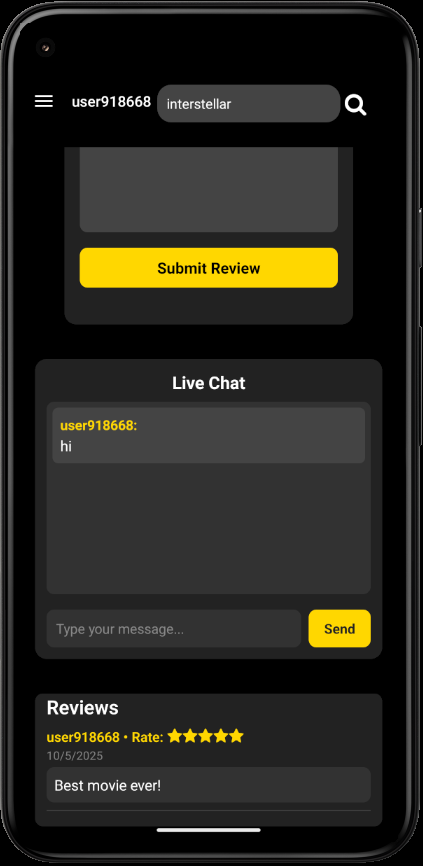 user918668 interstellar
Submit Review
Live Chat
user918668:
hi
Type your message...
Send
Reviews
user918668 • Rate:
10/5/2025
Best movie ever!